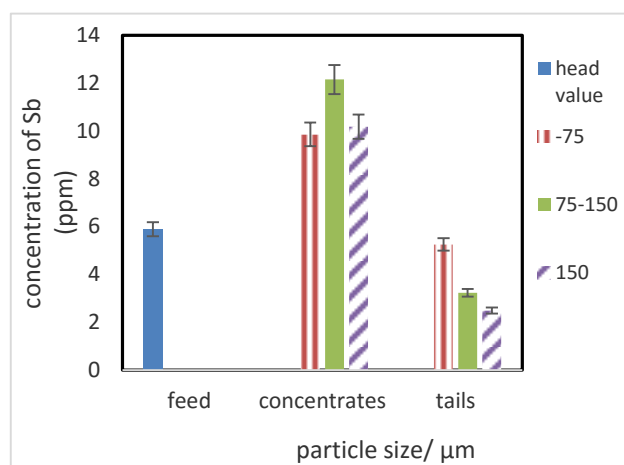 concentration of Sb
(ppm)
14
12
10
8
6
4
2
0
feed
concentrates
tails
particle size/ µm
head
value
-75
75-150
150